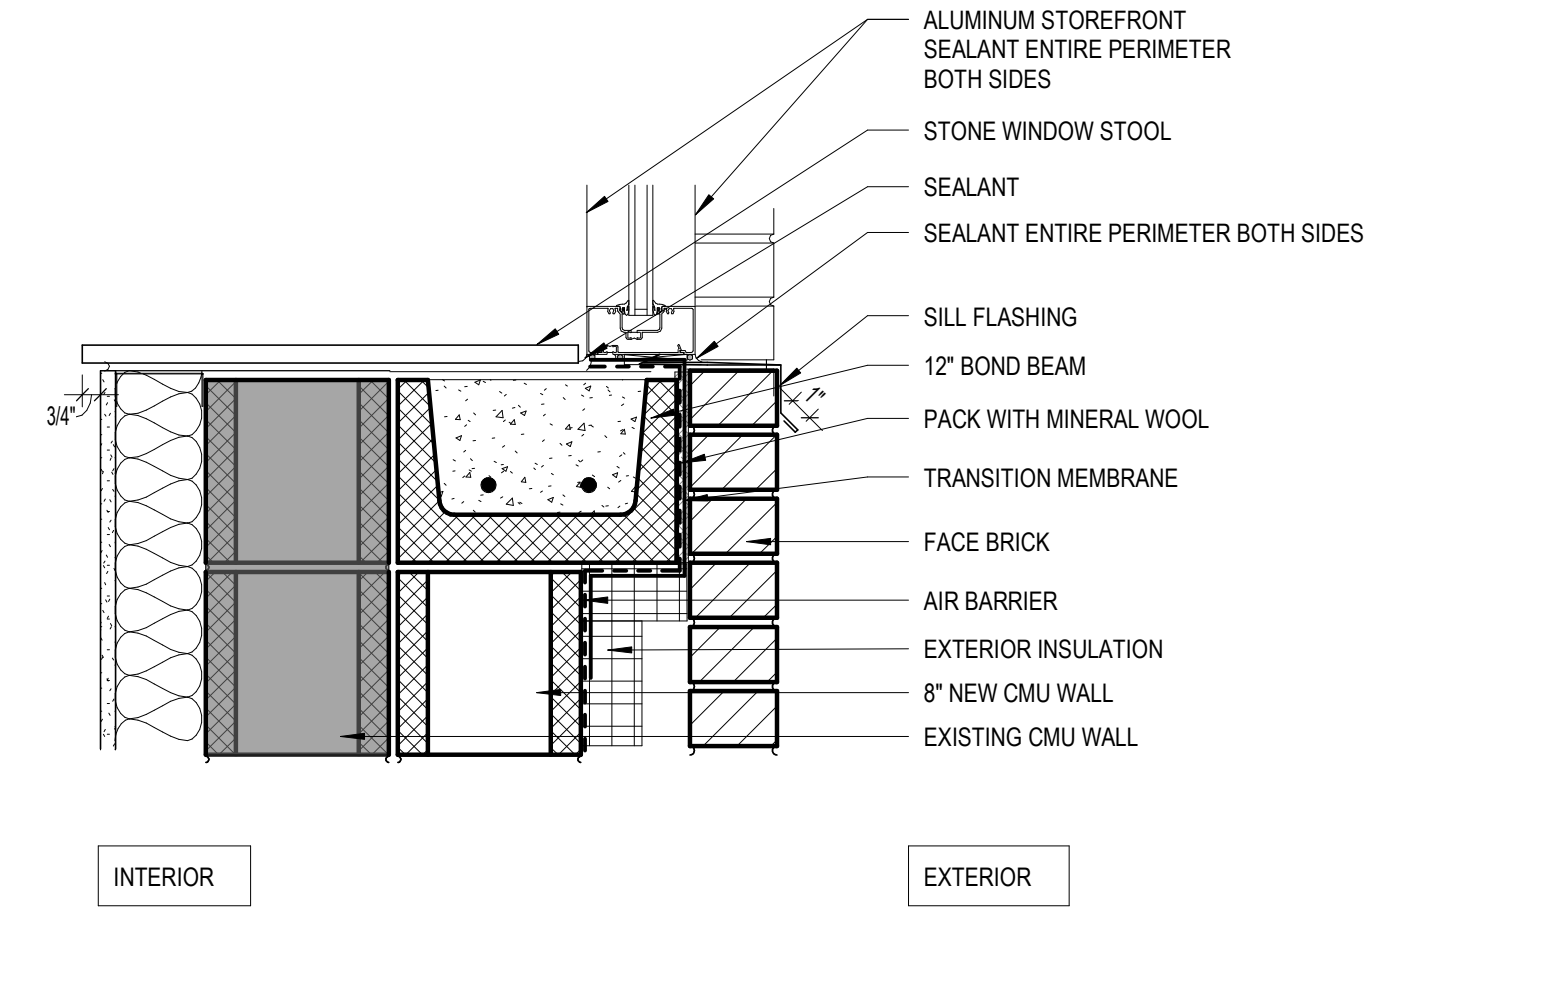 ALUMINUM STOREFRONT
SEALANT ENTIRE PERIMETER
BOTH SIDES
STONE WINDOW STOOL
SEALANT
SEALANT ENTIRE PERIMETER BOTH SIDES
SILL FLASHING
12" BOND BEAM
1"
3/4"
PACK WITH MINERAL WOOL
TRANSITION MEMBRANE
FACE BRICK
AIR BARRIER
EXTERIOR INSULATION
8" NEW CMU WALL
EXISTING CMU WALL
INTERIOR
EXTERIOR